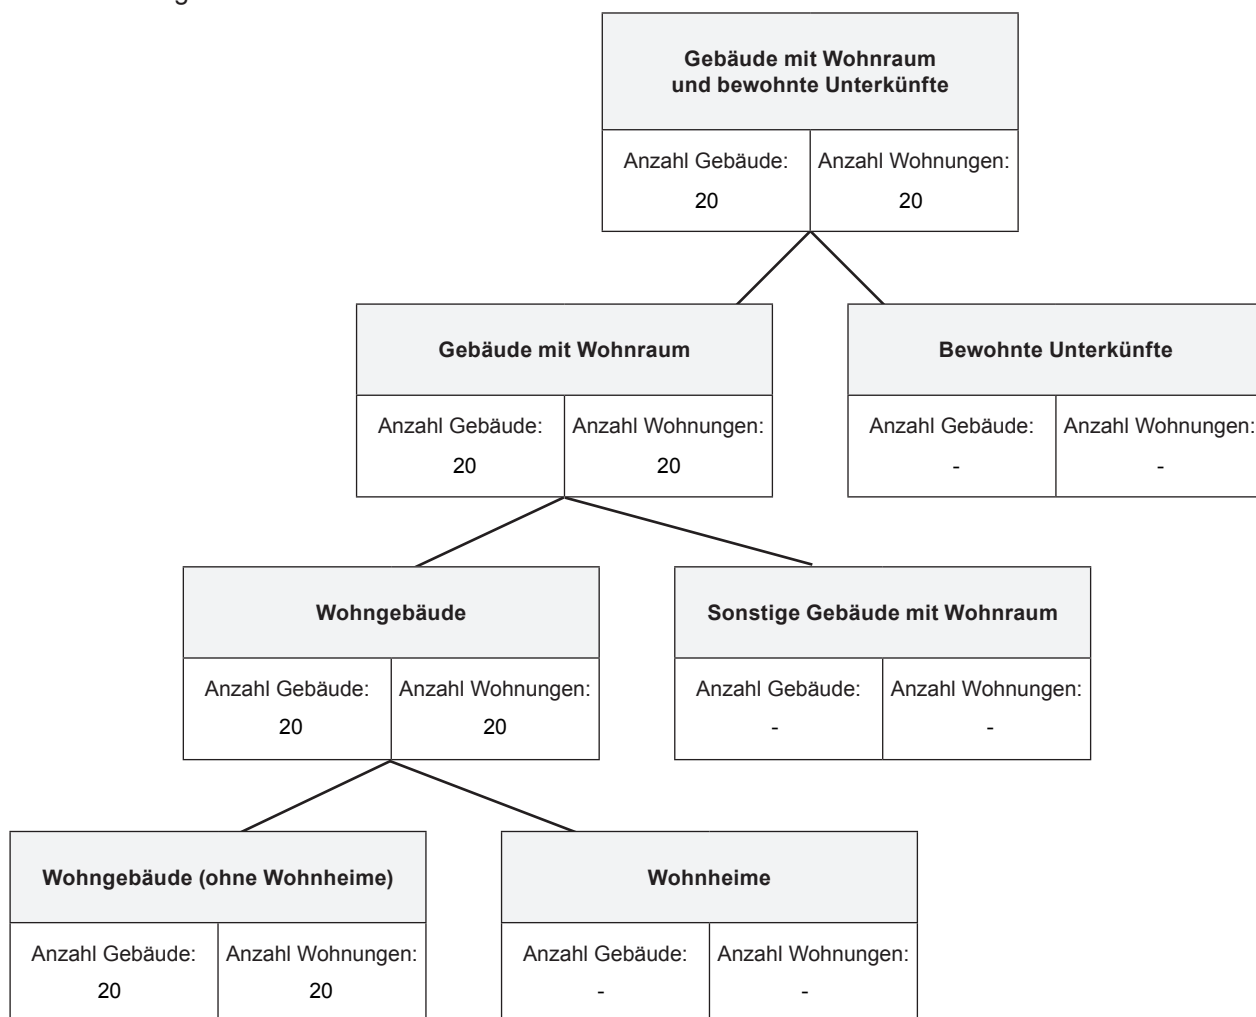 Gebäude mit Wohnraum
und bewohnte Unterkünfte
Anzahl Gebäude: Anzahl Wohnungen:
20 20
Gebäude mit Wohnraum
Anzahl Gebäude: Anzahl Wohnungen:
20 20
Bewohnte Unterkünfte
Anzahl Gebäude: Anzahl Wohnungen:
- -
Wohngebäude
Anzahl Gebäude: Anzahl Wohnungen:
20 20
Sonstige Gebäude mit Wohnraum
Anzahl Gebäude: Anzahl Wohnungen:
- -
Wohngebäude (ohne Wohnheime)
Anzahl Gebäude: Anzahl Wohnungen:
20 20
Wohnheime
Anzahl Gebäude: Anzahl Wohnungen:
- -